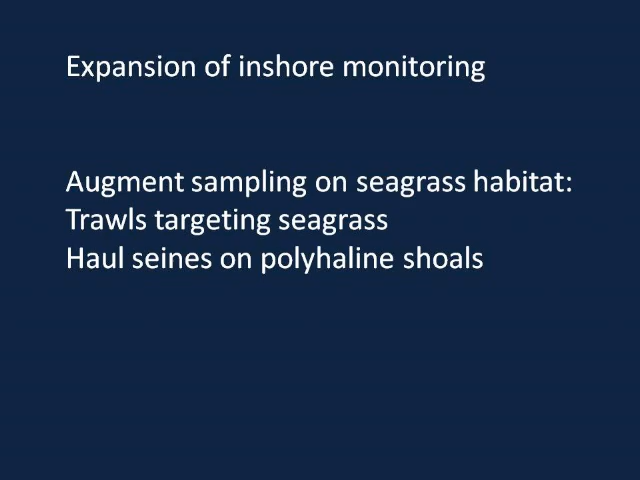 Expansion of inshore monitoring
Augment sampling on seagrass habitat:
Trawls targeting seagrass
Haul seines on polyhaline shoals